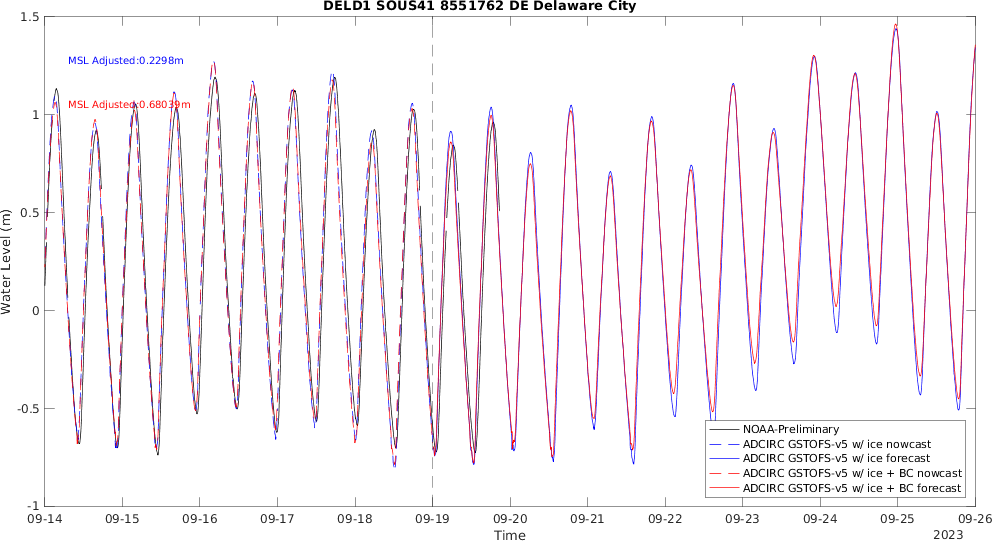 DELD1 SOUS41 8551762 DE Delaware City
MSL Adjusted:0.2298m
MSL Adjusted:0.68039m
Water Level (m)
1.5
1
0.5
0
-0.5
-1
09-14 09-15 09-16 09-17 09-18 09-19 09-20 09-21 09-22 09-23 09-24 09-25 09-26
Time
2023
NOAA-Preliminary
ADCIRC GSTOFS-v5 w/ ice nowcast
ADCIRC GSTOFS-v5 w/ ice forecast
ADCIRC GSTOFS-v5 w/ ice + BC nowcast
ADCIRC GSTOFS-v5 w/ ice + BC forecast